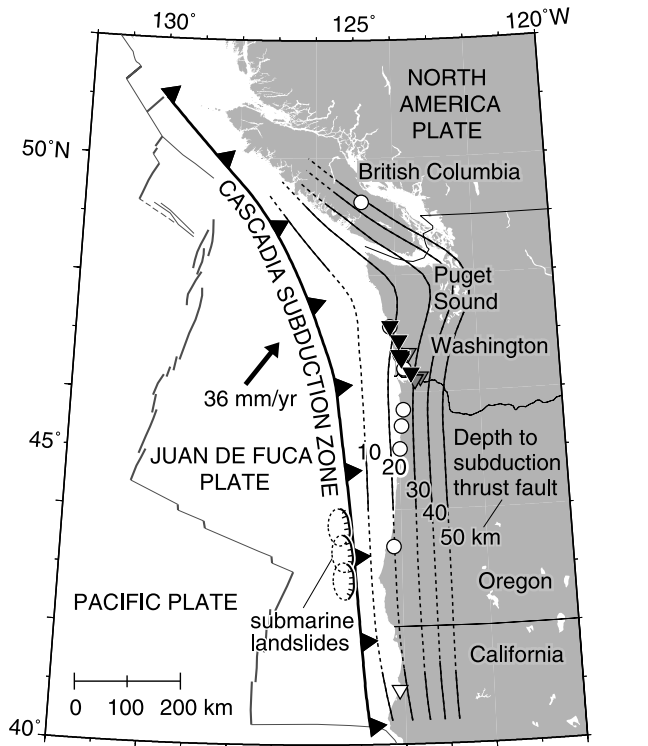 130˚
125˚
120˚W
NORTH
AMERICA
PLATE
50˚N
British Columbia
CASCADIA SUBDUCTION ZONE
Puget
Sound
Washington
36 mm/yr
45˚
JUAN DE FUCA
PLATE
10
20
30
40
50 km
Depth to
subduction
thrust fault
Oregon
PACIFIC PLATE
submarine
landslides
California
0 100 200 km
40˚